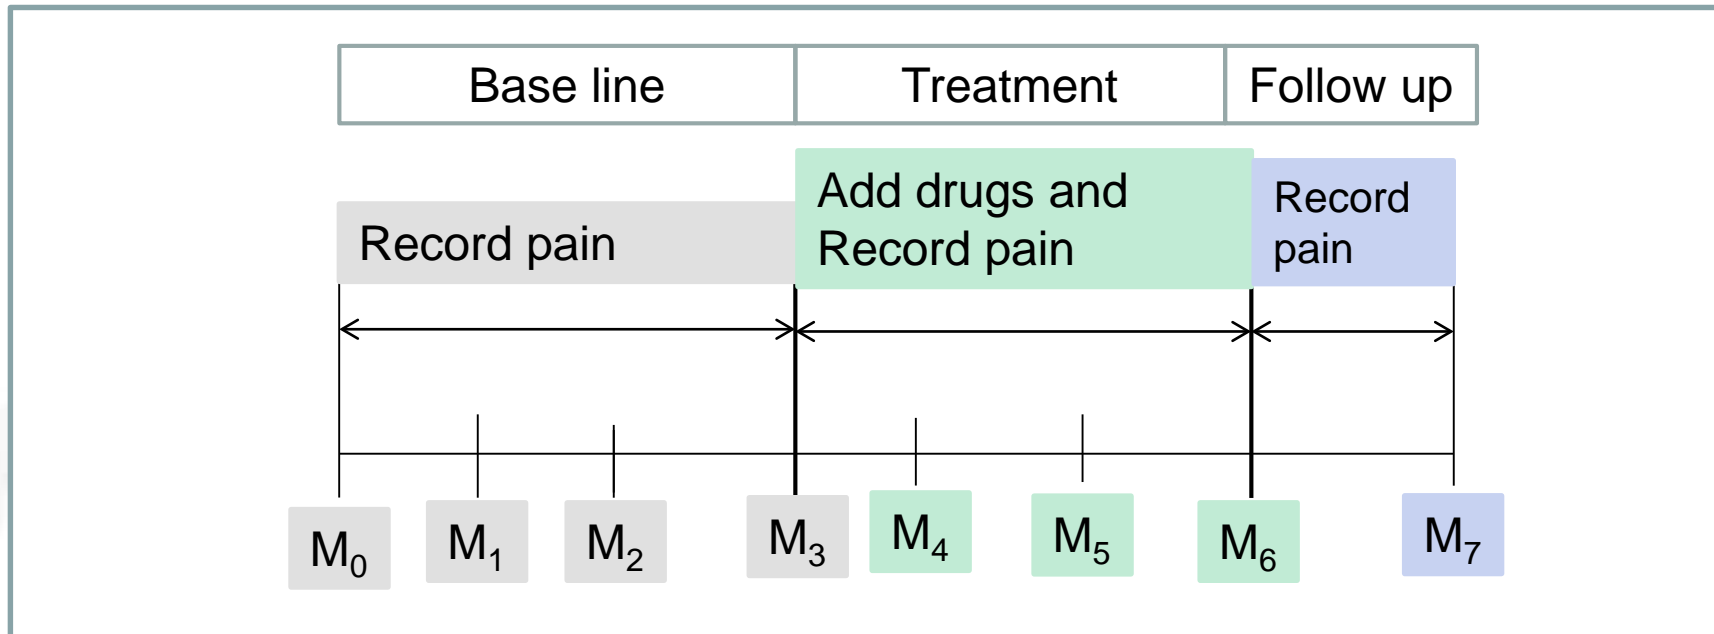 Base line Treatment Follow up
Record pain
Add drugs and
Record pain
Record
pain
M₀ M₁ M₂ M₃ M₄ M₅ M₆ M₇